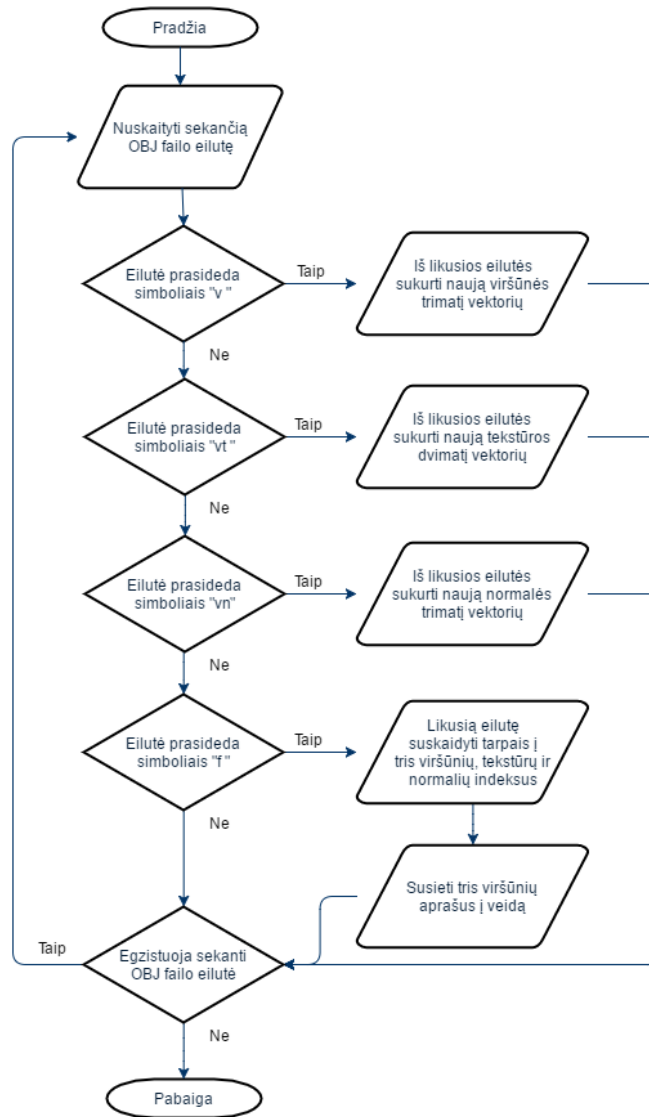 Pradžia
Nuskaityti sekančią
OBJ failo eilutę
Eilutė prasideda
simboliais "v "
Taip
Iš likusios eilutės
sukurti naują viršūnės
trimatį vektorių
Ne
Eilutė prasideda
simboliais "vt "
Taip
Iš likusios eilutės
sukurti naują tekstūros
dvimatį vektorių
Ne
Eilutė prasideda
simboliais "vn"
Taip
Iš likusios eilutės
sukurti naują normalės
trimatį vektorių
Ne
Eilutė prasideda
simboliais "f "
Taip
Likusią eilutę
suskaidyti tarpais į
tris viršūnių, tekstūrų ir
normalių indeksus
Ne
Susieti tris viršūnių
aprašus į veidą
Egzistuoja sekanti
OBJ failo eilutė
Taip
Ne
Pabaiga